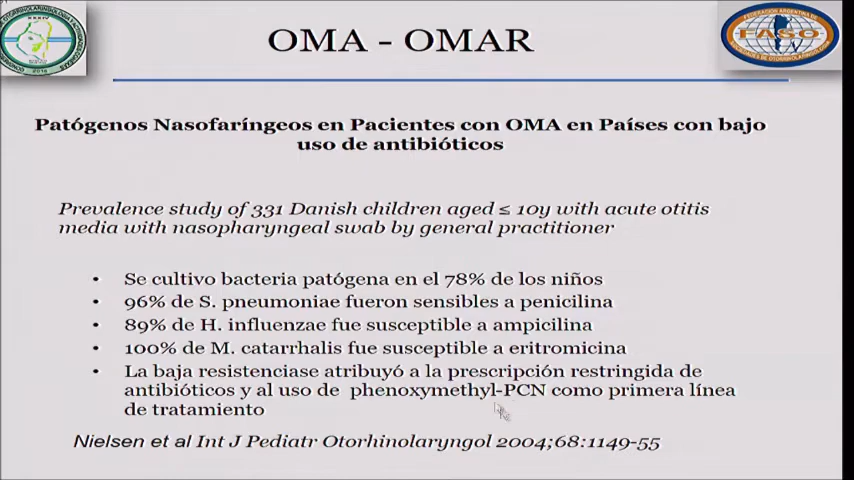 OMA - OMAR
FASO
Patógenos Nasofaríngeos en Pacientes con OMA en Países con bajo
uso de antibióticos
Prevalence study of 331 Danish children aged ≤ 10y with acute otitis
media with nasopharyngeal swab by general practitioner
• Se cultivo bacteria patógena en el 78% de los niños
• 96% de S. pneumoniae fueron sensibles a penicilina
• 89% de H. influenzae fue susceptible a ampicilina
• 100% de M. catarrhalis fue susceptible a eritromicina
• La baja resistenciase atribuyó a la prescripción restringida de
antibióticos y al uso de phenoxymethyl-PCN como primera línea
de tratamiento
Nielsen et al Int J Pediatr Otorhinolaryngol 2004;68:1149-55